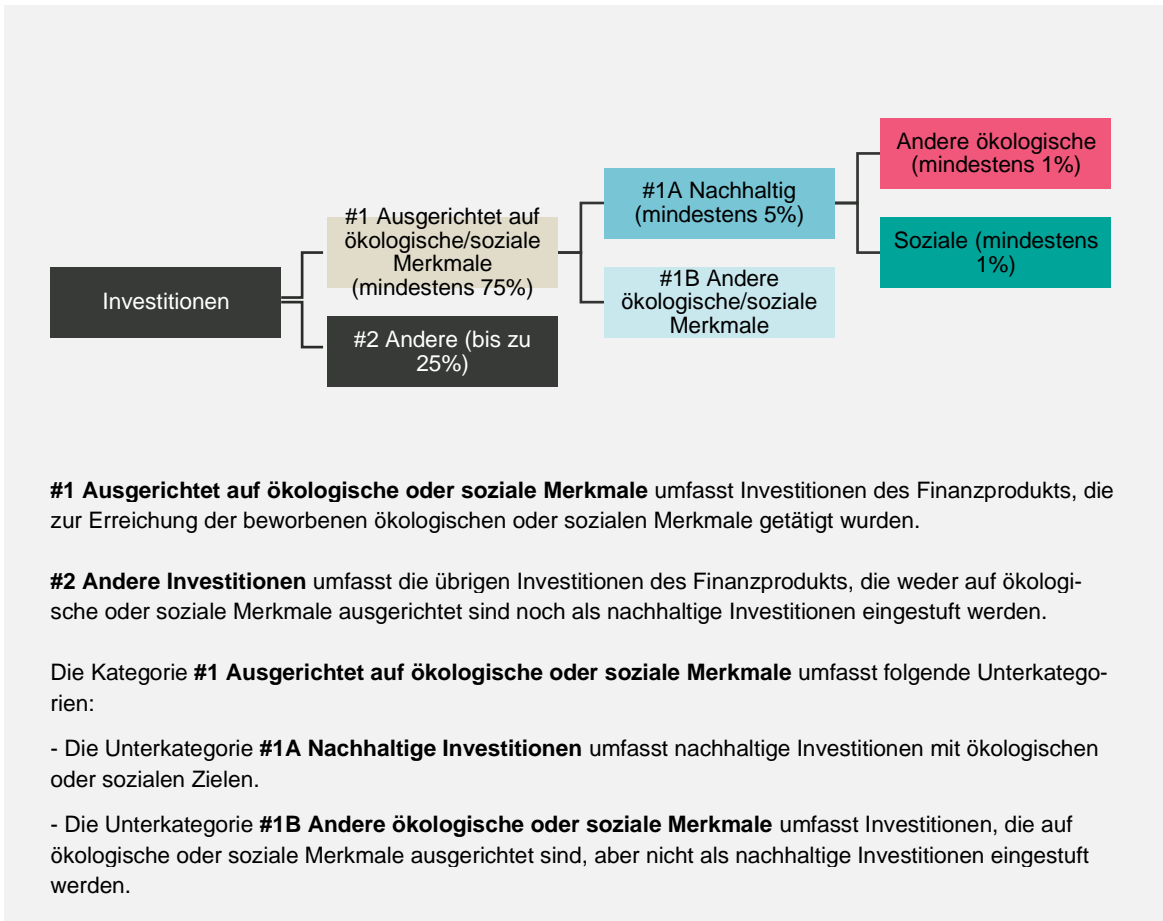 Andere ökologische
(mindestens 1%)
#1A Nachhaltig
(mindestens 5%)
#1 Ausgerichtet auf
ökologische/soziale
Merkmale
(mindestens 75%)
Soziale (mindestens
1%)
#1B Andere
ökologische/soziale
Merkmale
Investitionen
#2 Andere (bis zu
25%)
#1 Ausgerichtet auf ökologische oder soziale Merkmale umfasst Investitionen des Finanzprodukts, die
zur Erreichung der beworbenen ökologischen oder sozialen Merkmale getätigt wurden.
#2 Andere Investitionen umfasst die übrigen Investitionen des Finanzprodukts, die weder auf ökologi-
sche oder soziale Merkmale ausgerichtet sind noch als nachhaltige Investitionen eingestuft werden.
Die Kategorie #1 Ausgerichtet auf ökologische oder soziale Merkmale umfasst folgende Unterkatego-
rien:
- Die Unterkategorie #1A Nachhaltige Investitionen umfasst nachhaltige Investitionen mit ökologischen
oder sozialen Zielen.
- Die Unterkategorie #1B Andere ökologische oder soziale Merkmale umfasst Investitionen, die auf
ökologische oder soziale Merkmale ausgerichtet sind, aber nicht als nachhaltige Investitionen eingestuft
werden.